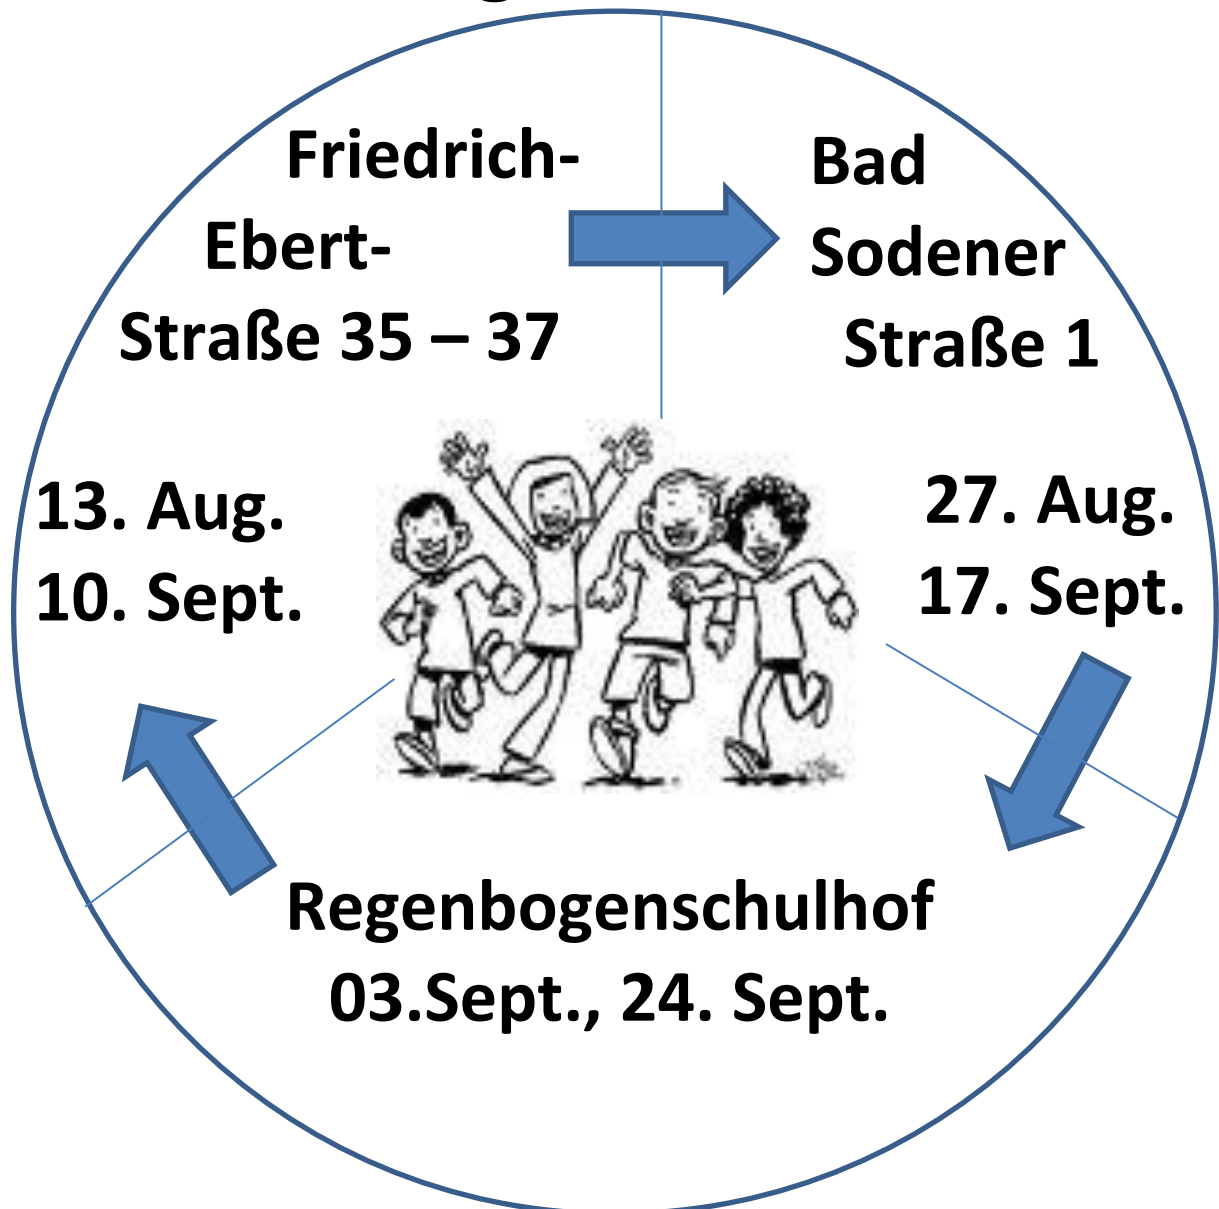 Friedrich-
Ebert-
Straße 35 – 37
13. Aug.
10. Sept.
Bad
Sodener
Straße 1
27. Aug.
17. Sept.
Regenbogenschulhof
03.Sept., 24. Sept.